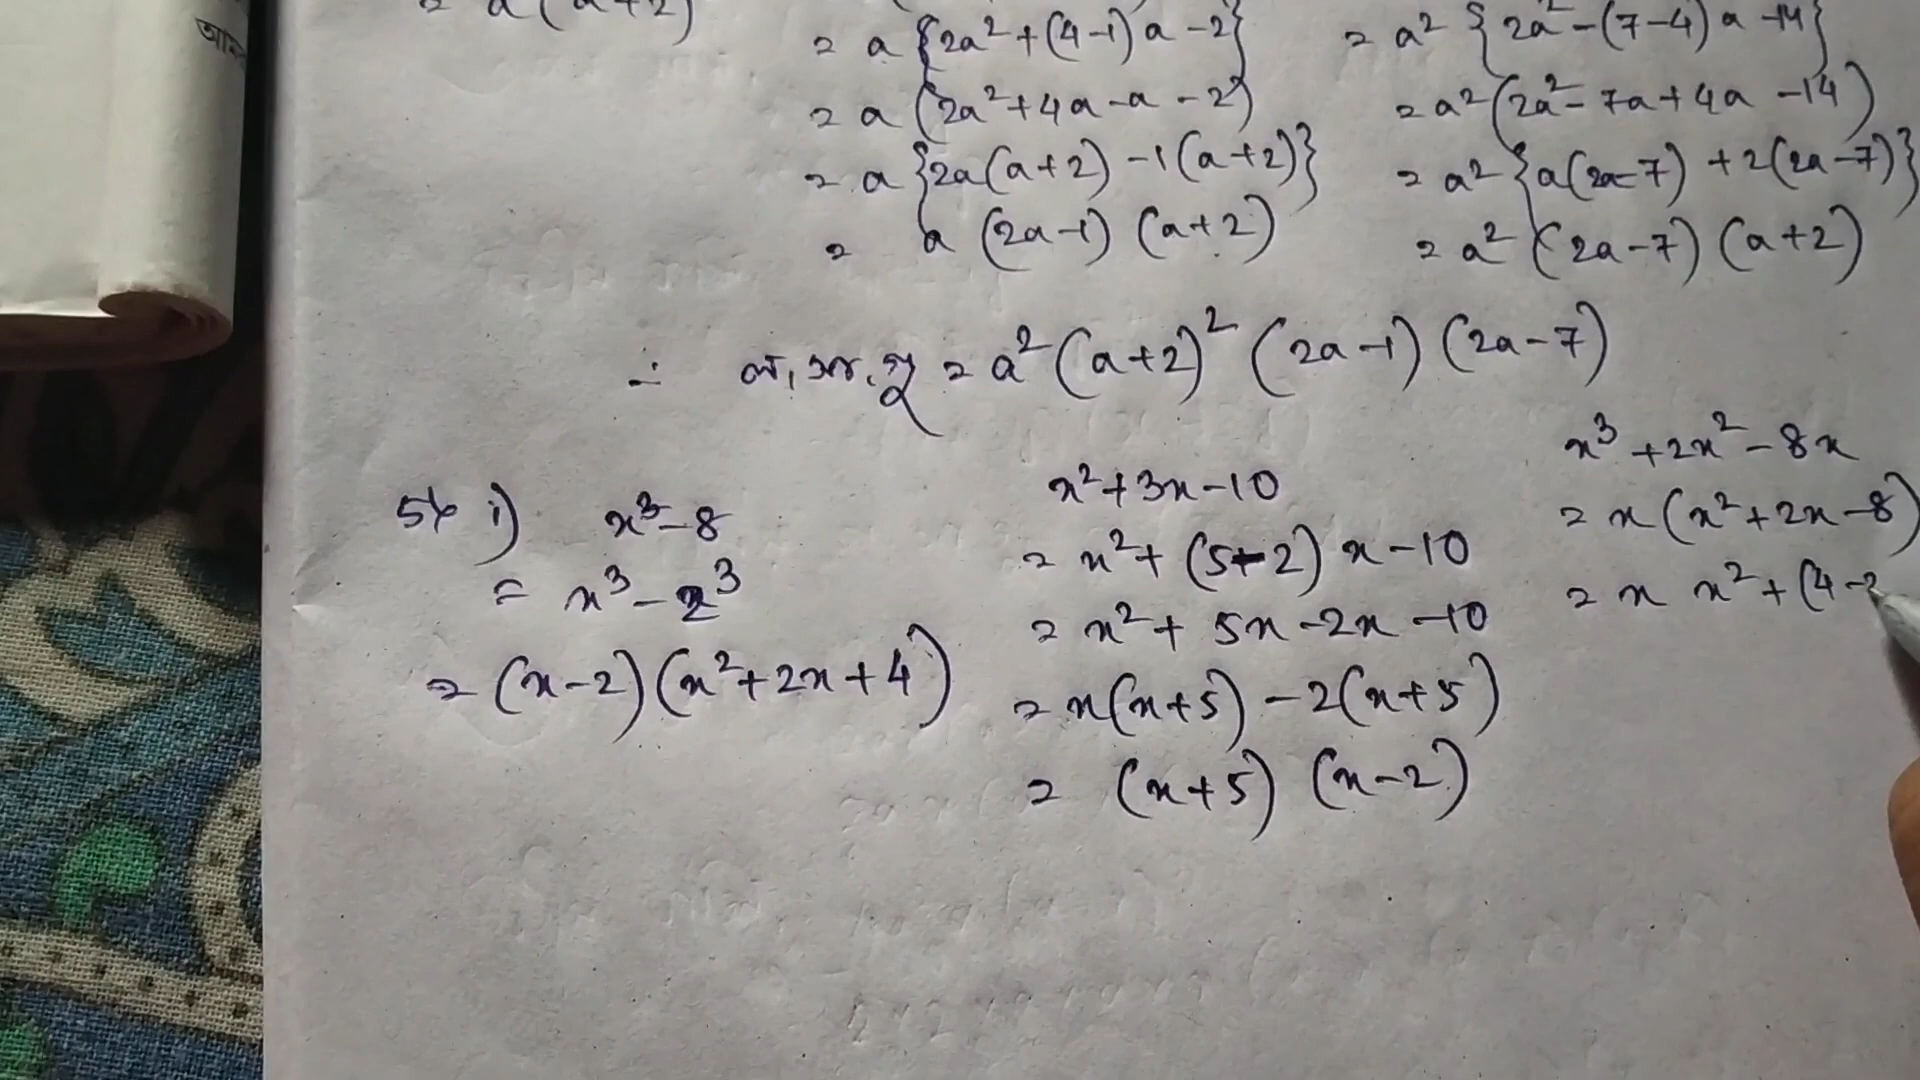 = a(a+2)
= a {2a²+(4-1)a-2}
= a (2a²+4a-a-2)
= a {2a(a+2)-1(a+2)}
= a (2a-1) (a+2)
= a² {2a²-(7-4)a-14}
= a² (2a²-7a+4a-14)
= a² {a(2a-7)+2(2a-7)}
= a² (2a-7) (a+2)
∴ ল.সা.গু = a² (a+2)² (2a-1) (2a-7)
5) i) x³-8
= x³-2³
= (x-2)(x²+2x+4)
x²+3x-10
= x²+(5-2)x-10
= x²+5x-2x-10
= x(x+5)-2(x+5)
= (x+5) (x-2)
x³+2x²-8x
= x(x²+2x-8)
= x x²+(4-2